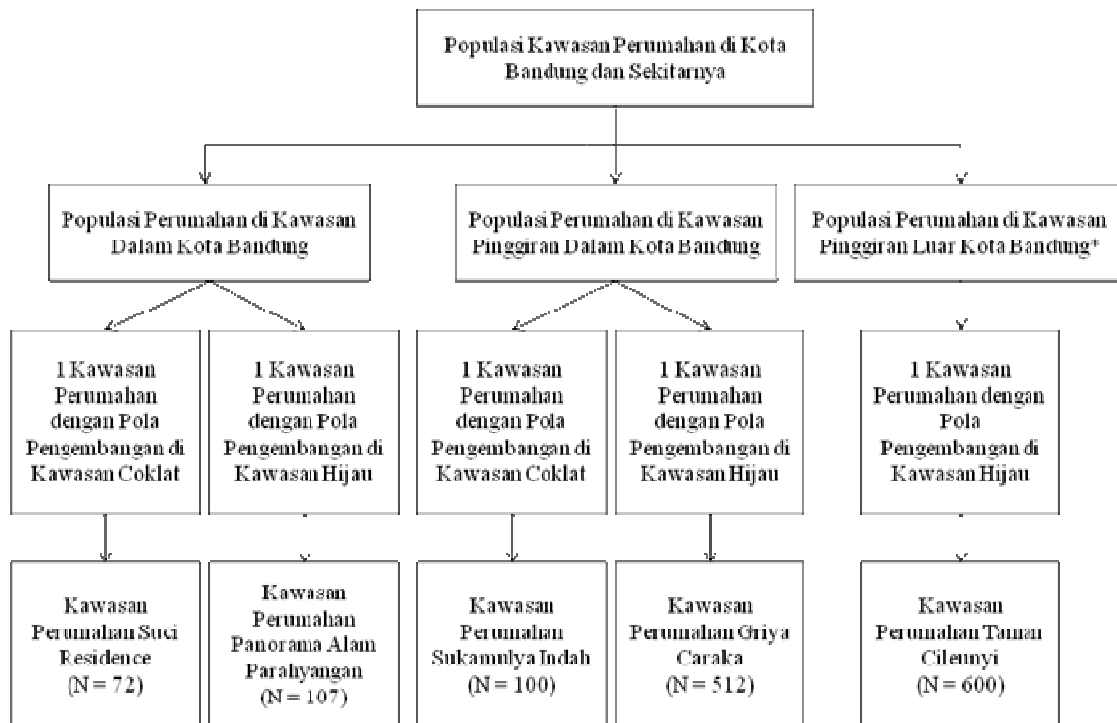 Populasi Kawasan Perumahan di Kota
Bandung dan Sekitarnya
Populasi Perumahan di Kawasan
Dalam Kota Bandung
Populasi Perumahan di Kawasan
Pinggiran Dalam Kota Bandung
Populasi Perumahan di Kawasan
Pinggiran Luar Kota Bandung*
1 Kawasan
Perumahan
dengan Pola
Pengembangan di
Kawasan Coklat
1 Kawasan
Perumahan
dengan Pola
Pengembangan di
Kawasan Hijau
1 Kawasan
Perumahan
dengan Pola
Pengembangan di
Kawasan Coklat
1 Kawasan
Perumahan
dengan Pola
Pengembangan di
Kawasan Hijau
1 Kawasan
Perumahan dengan
Pola
Pengembangan di
Kawasan Hijau
Kawasan
Perumahan Suci
Residence
(N = 72)
Kawasan
Perumahan
Panorama Alam
Parahyangan
(N = 107)
Kawasan
Perumahan
Sukamulya Indah
(N = 100)
Kawasan
Perumahan Griya
Caraka
(N = 512)
Kawasan
Perumahan Taman
Cileunyi
(N = 600)